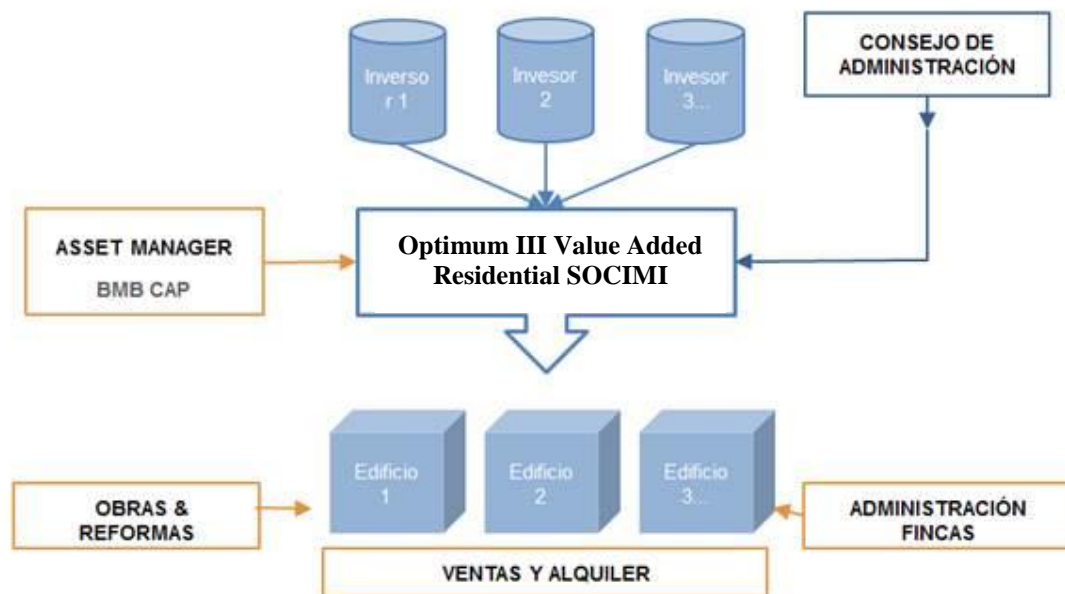 Inverso
r 1
Invesor
2
Invesor
3...
CONSEJO DE
ADMINISTRACIÓN
ASSET MANAGER
BMB CAP
Optimum III Value Added
Residential SOCIMI
Edificio
1
Edificio
2
Edificio
3...
OBRAS &
REFORMAS
ADMINISTRACIÓN
FINCAS
VENTAS Y ALQUILER